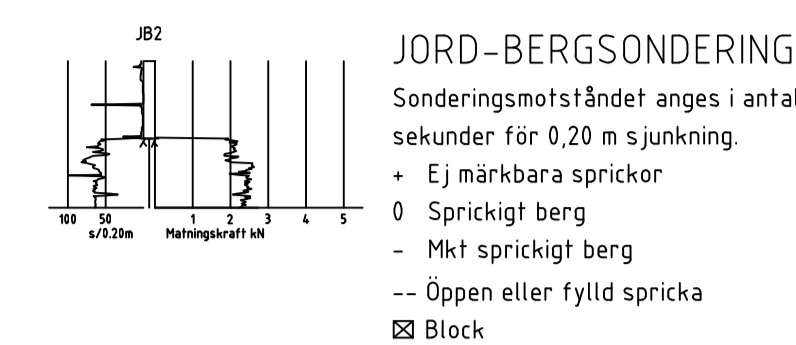 JB2
100 50 1 2 3 4 5
s/0.20m Matningskraft kN
JORD-BERGSONDERING
Sonderingsmotståndet anges i antal
sekunder för 0,20 m sjunkning.
+ Ej märkbara sprickor
0 Sprickigt berg
- Mkt sprickigt berg
-- Öppen eller fylld spricka
Block